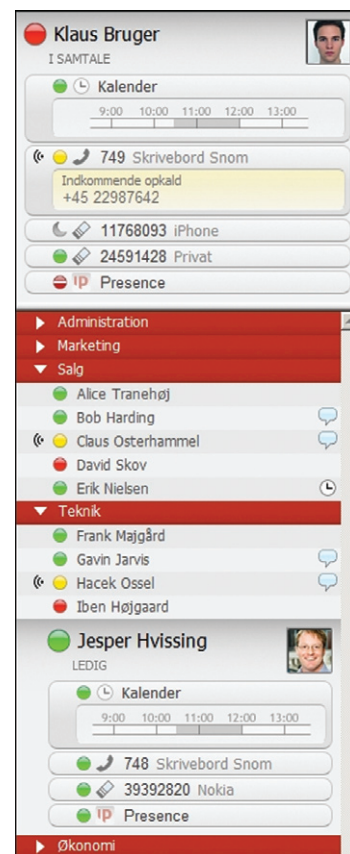 Klaus Bruger
I SAMTALE
Kalender
9:00 10:00 11:00 12:00 13:00
749 Skrivebord Snom
Indkommende opkald
+45 22987642
11768093 iPhone
24591428 Privat
IP Presence
Administration
Marketing
Salg
Alice Tranehøj
Bob Harding
Claus Osterhammel
David Skov
Erik Nielsen
Teknik
Frank Majgård
Gavin Jarvis
Hacek Ossel
Iben Højgaard
Jesper Hvissing
LEDIG
Kalender
9:00 10:00 11:00 12:00 13:00
748 Skrivebord Snom
39392820 Nokia
IP Presence
Økonomi